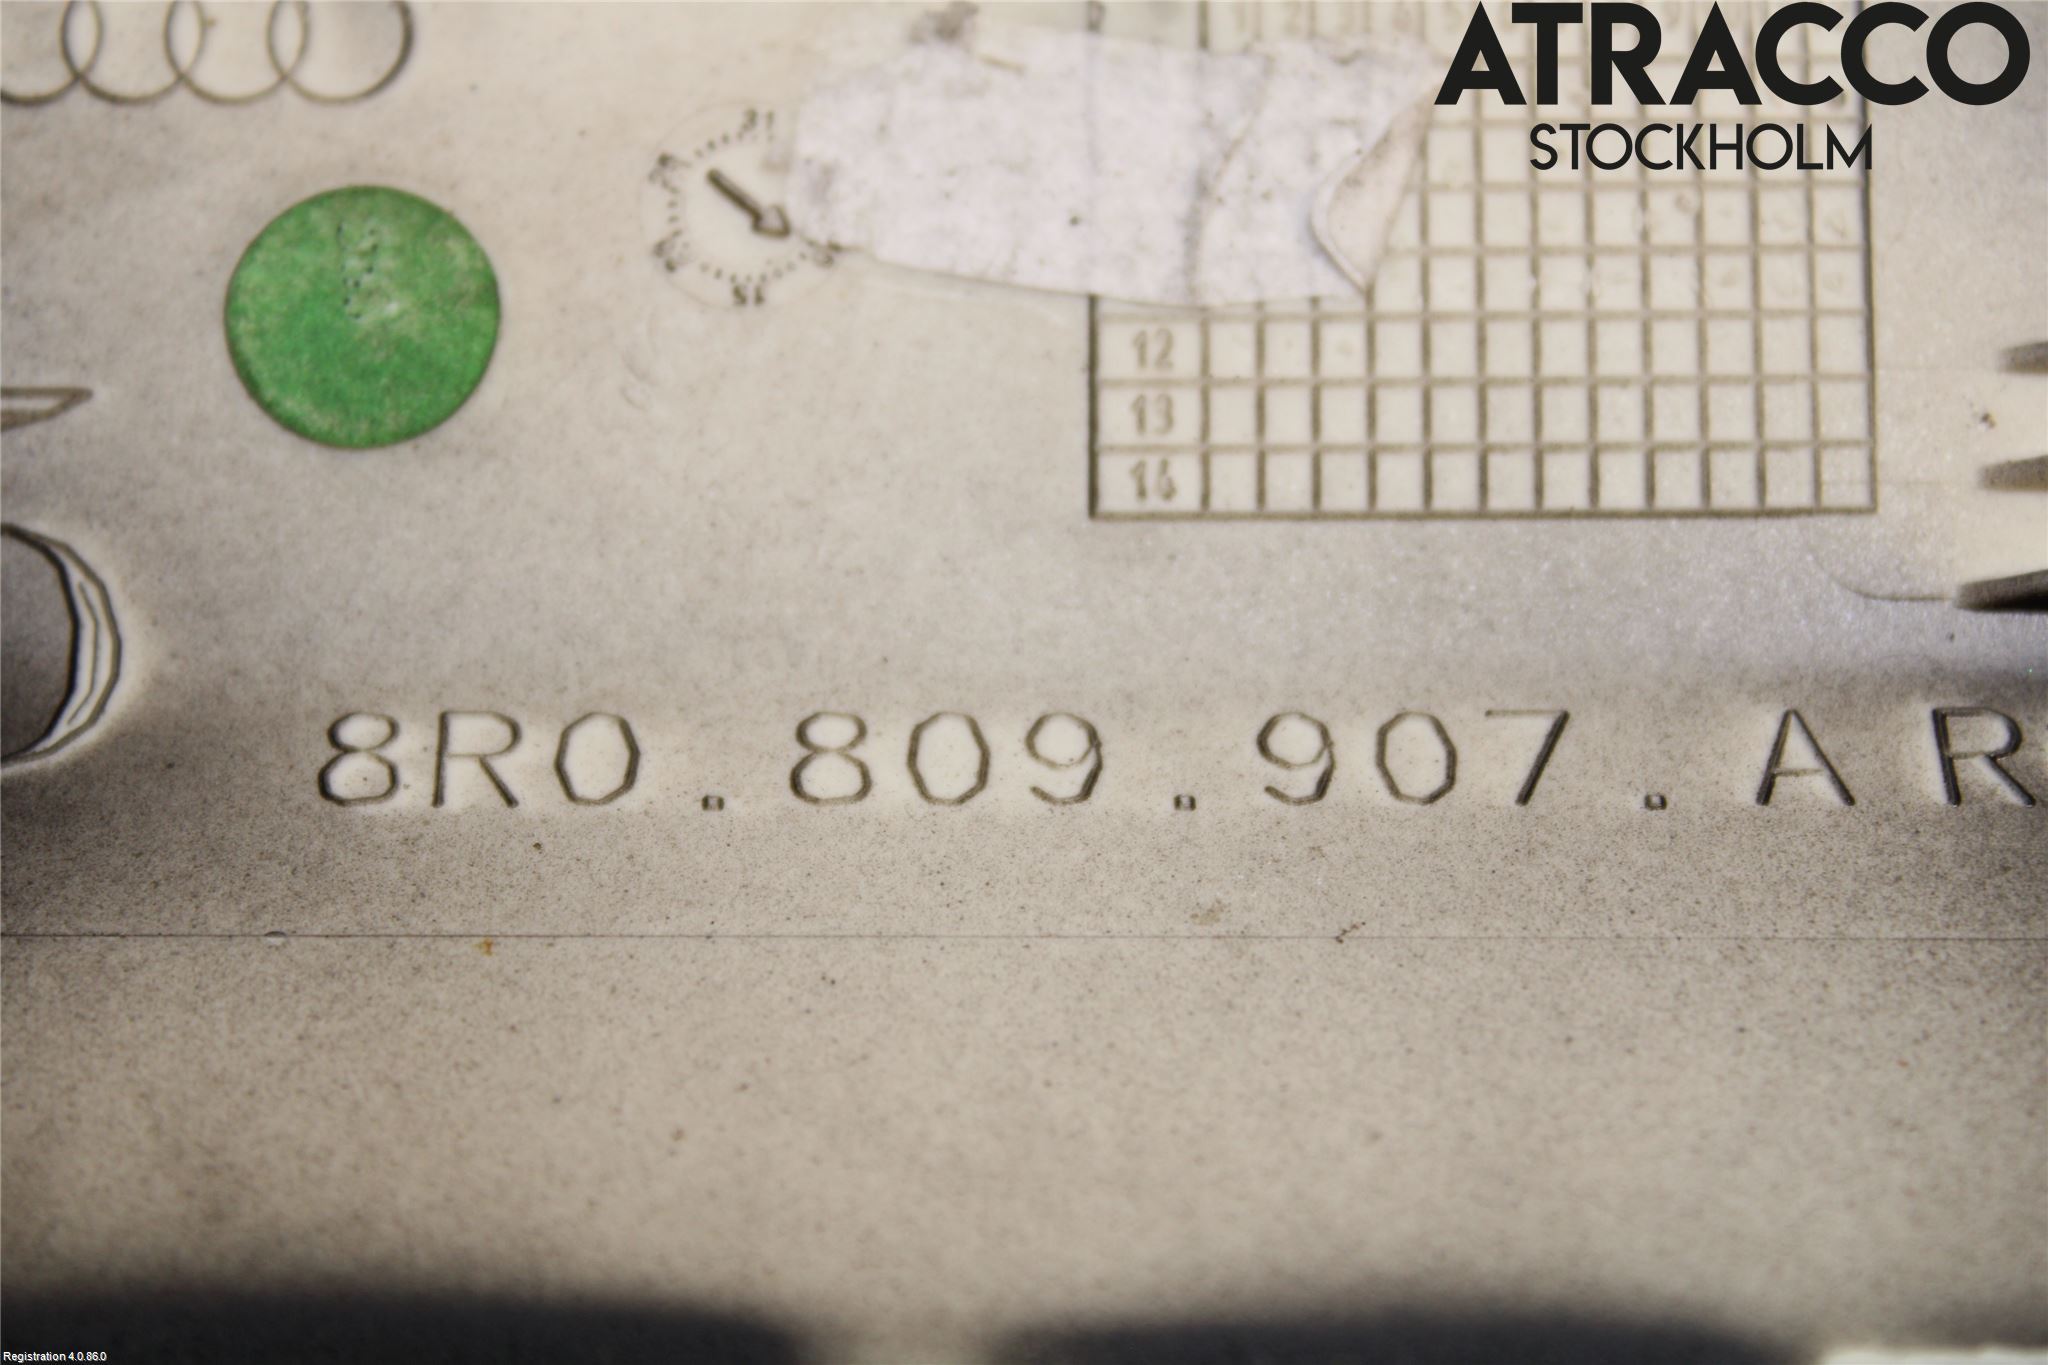 ATRACCO
STOCKHOLM
12
13
14
8R0.809.907.AR
Registration 4.0.86.0